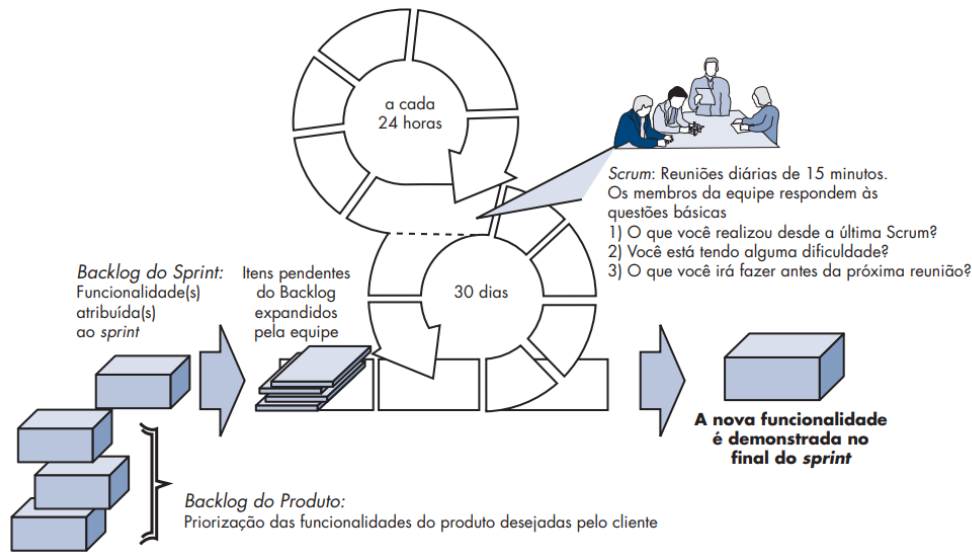 a cada
24 horas
Scrum: Reuniões diárias de 15 minutos.
Os membros da equipe respondem às
questões básicas
1) O que você realizou desde a última Scrum?
2) Você está tendo alguma dificuldade?
3) O que você irá fazer antes da próxima reunião?
Backlog do Sprint:
Funcionalidade(s)
atribuída(s)
ao sprint
Itens pendentes
do Backlog
expandidos
pela equipe
30 dias
A nova funcionalidade
é demonstrada no
final do sprint
Backlog do Produto:
Priorização das funcionalidades do produto desejadas pelo cliente